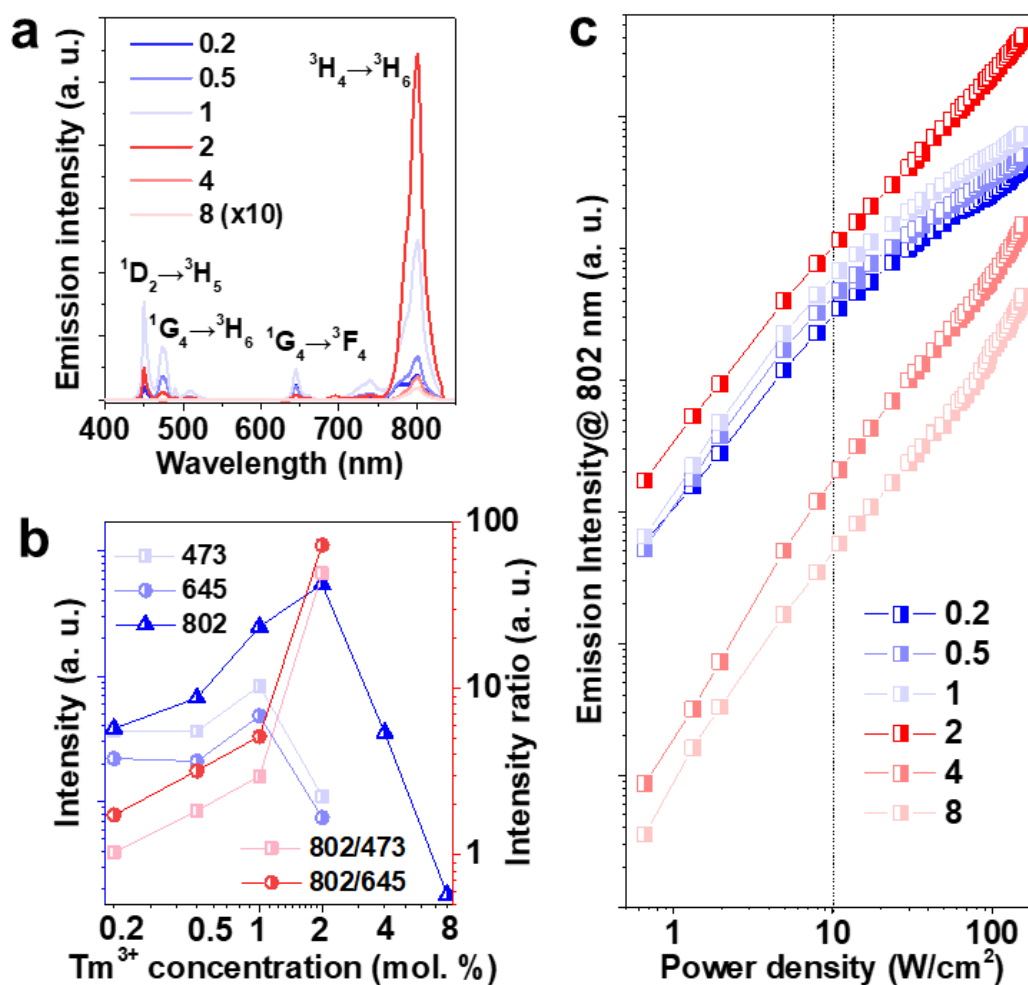 a
Emission intensity (a. u.)
0.2
0.5
1
2
4
8 (x10)
³H₄→³H₆
¹D₂→³H₅
¹G₄→³H₆
¹G₄→³F₄
400 500 600 700 800
Wavelength (nm)
b
Intensity (a. u.)
473
645
802
802/473
802/645
100
10
1
Intensity ratio (a. u.)
0.2 0.5 1 2 4 8
Tm³⁺ concentration (mol. %)
c
Emission Intensity@ 802 nm (a. u.)
0.2
0.5
1
2
4
8
1 10 100
Power density (W/cm²)